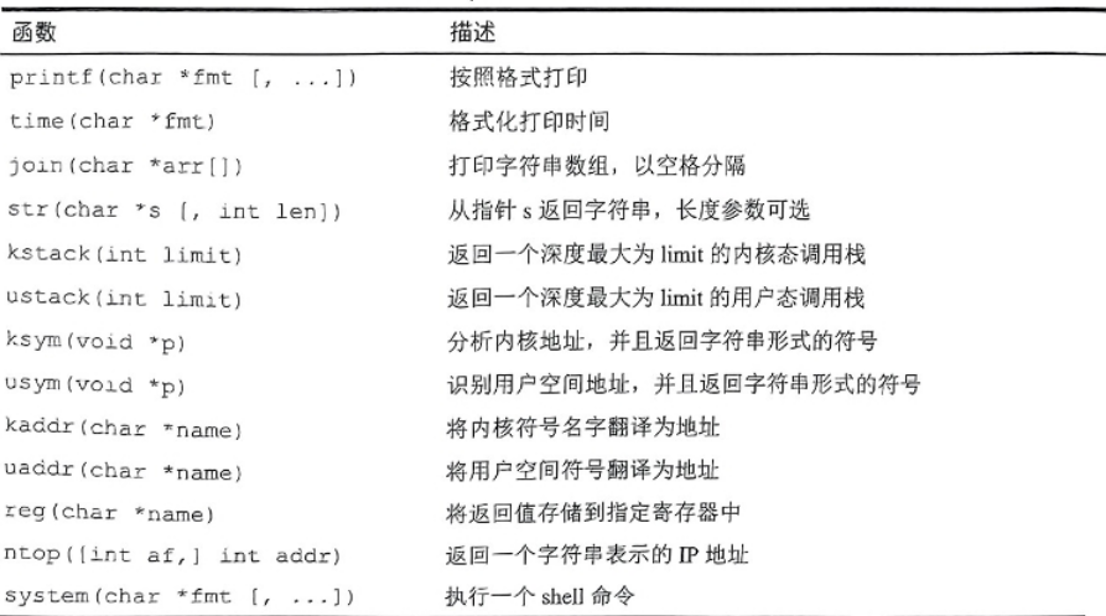 函数 描述
printf(char *fmt [, ...]) 按照格式打印
time(char *fmt) 格式化打印时间
join(char *arr[]) 打印字符串数组，以空格分隔
str(char *s [, int len]) 从指针 s 返回字符串，长度参数可选
kstack(int limit) 返回一个深度最大为 limit 的内核态调用栈
ustack(int limit) 返回一个深度最大为 limit 的用户态调用栈
ksym(void *p) 分析内核地址，并且返回字符串形式的符号
usym(void *p) 识别用户空间地址，并且返回字符串形式的符号
kaddr(char *name) 将内核符号名字翻译为地址
uaddr(char *name) 将用户空间符号翻译为地址
reg(char *name) 将返回值存储到指定寄存器中
ntop([int af,] int addr) 返回一个字符串表示的 IP 地址
system(char *fmt [, ...]) 执行一个 shell 命令